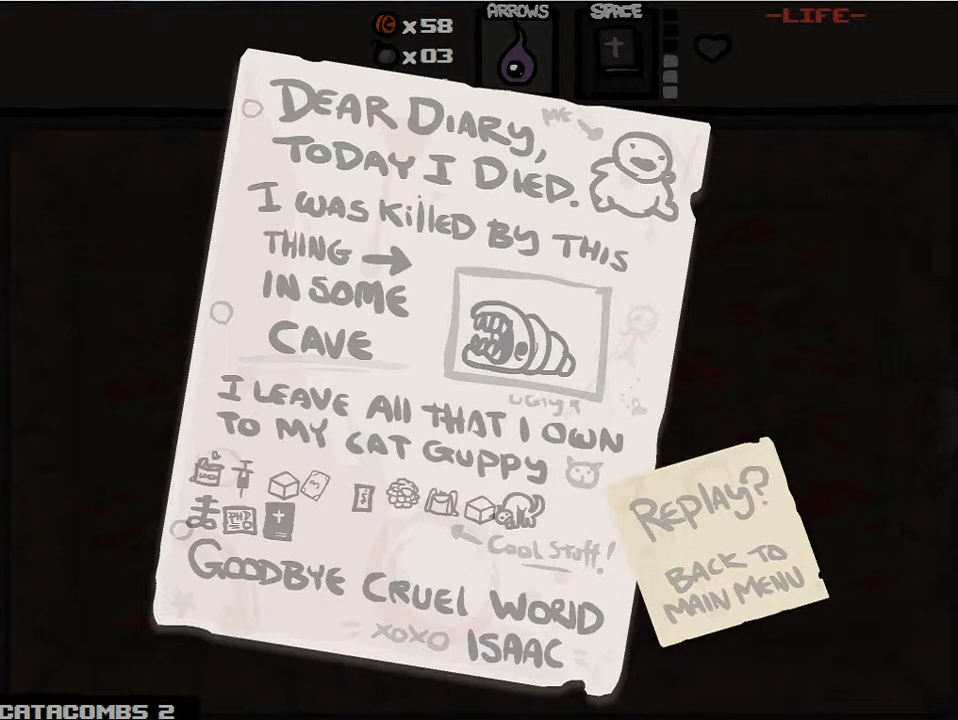 ARROWS
SPACE
-LIFE-
x58
x03
DEAR DIARY,
ME
TODAY I DIED.
I WAS KillED BY THIS
THING →
IN SOME
CAVE
UGLY
I LEAVE All THAT I OWN
TO MY CAT GUPPY
3
$
PHD
COOL STUFF!
GOODBYE CRUEL WORLD
XOXO ISAAC
REPLAY?
BACK TO
MAIN MENU
CATACOMBS 2